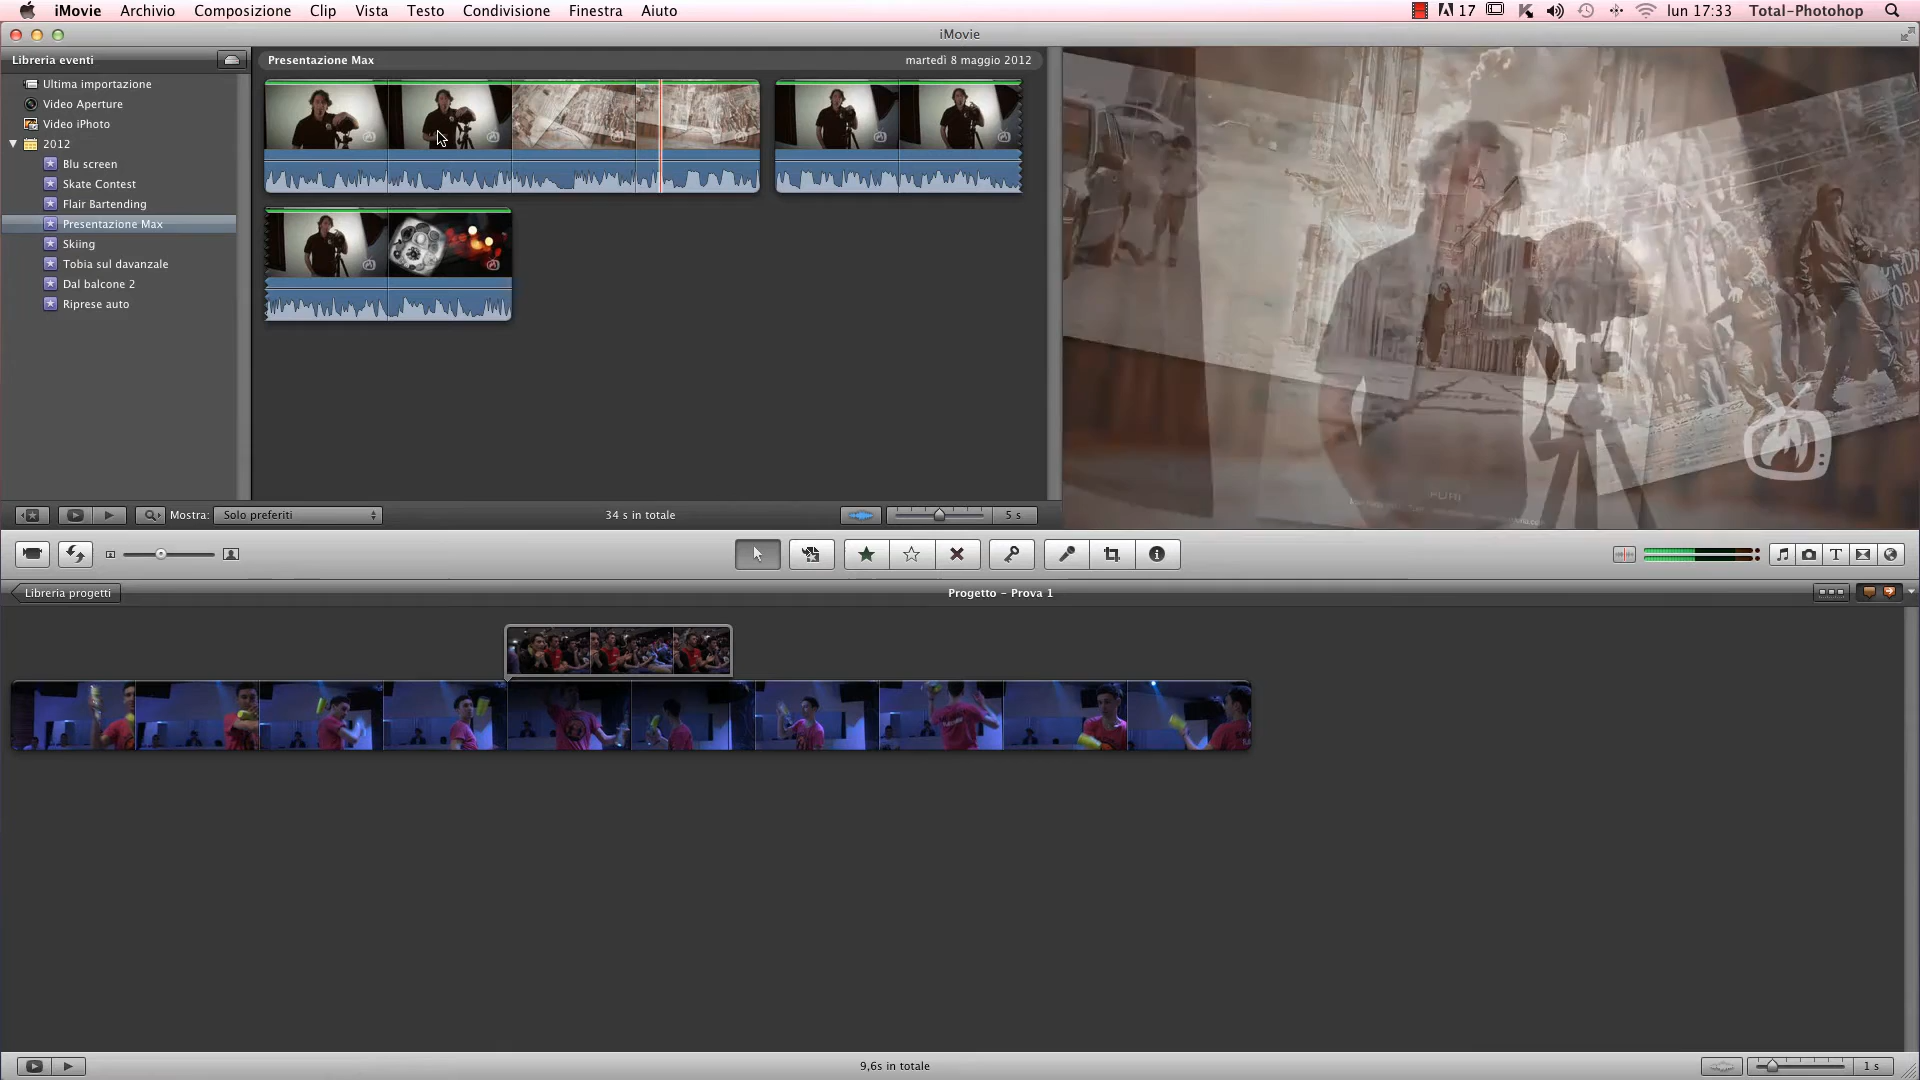 iMovie Archivio Composizione Clip Vista Testo Condivisione Finestra Aiuto
17 lun 17:33 Total-Photohop
iMovie
Libreria eventi
Presentazione Max
martedì 8 maggio 2012
Ultima importazione
Video Aperture
Video iPhoto
2012
Blu screen
Skate Contest
Flair Bartending
Presentazione Max
Skiing
Tobia sul davanzale
Dal balcone 2
Riprese auto
Mostra: Solo preferiti
34 s in totale
5 s
Libreria progetti
Progetto – Prova 1
9,6s in totale
1 s